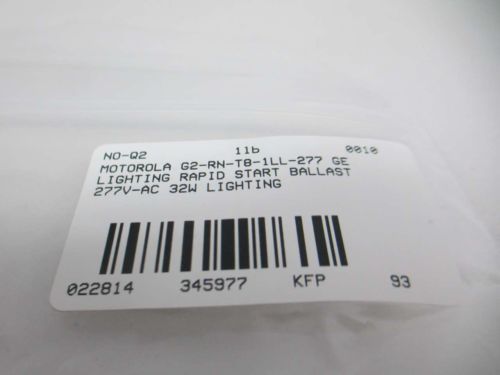 NO-Q2 11b 0010
MOTOROLA G2-RN-T8-1LL-277 GE
LIGHTING RAPID START BALLAST
277V-AC 32W LIGHTING
022814 345977 KFP 93